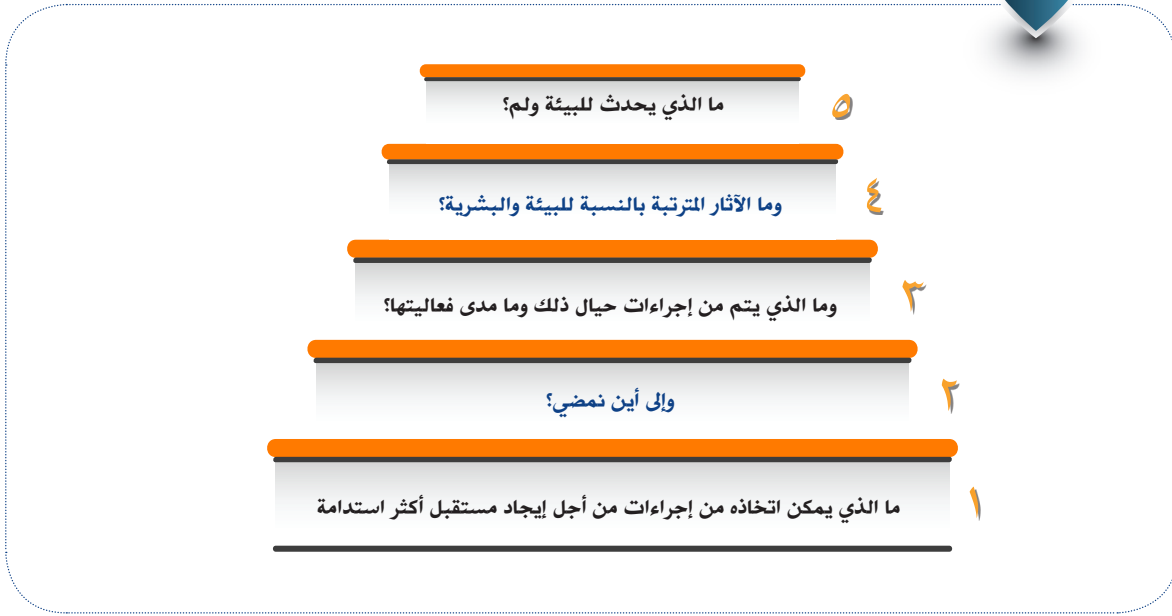 ما الذي يحدث للبيئة ولم؟ ٥
وما الآثار المترتبة بالنسبة للبيئة والبشرية؟ ٤
وما الذي يتم من إجراءات حيال ذلك وما مدى فعاليتها؟ ٣
وإلى أين نمضي؟ ٢
ما الذي يمكن اتخاذه من إجراءات من أجل إيجاد مستقبل أكثر استدامة ١